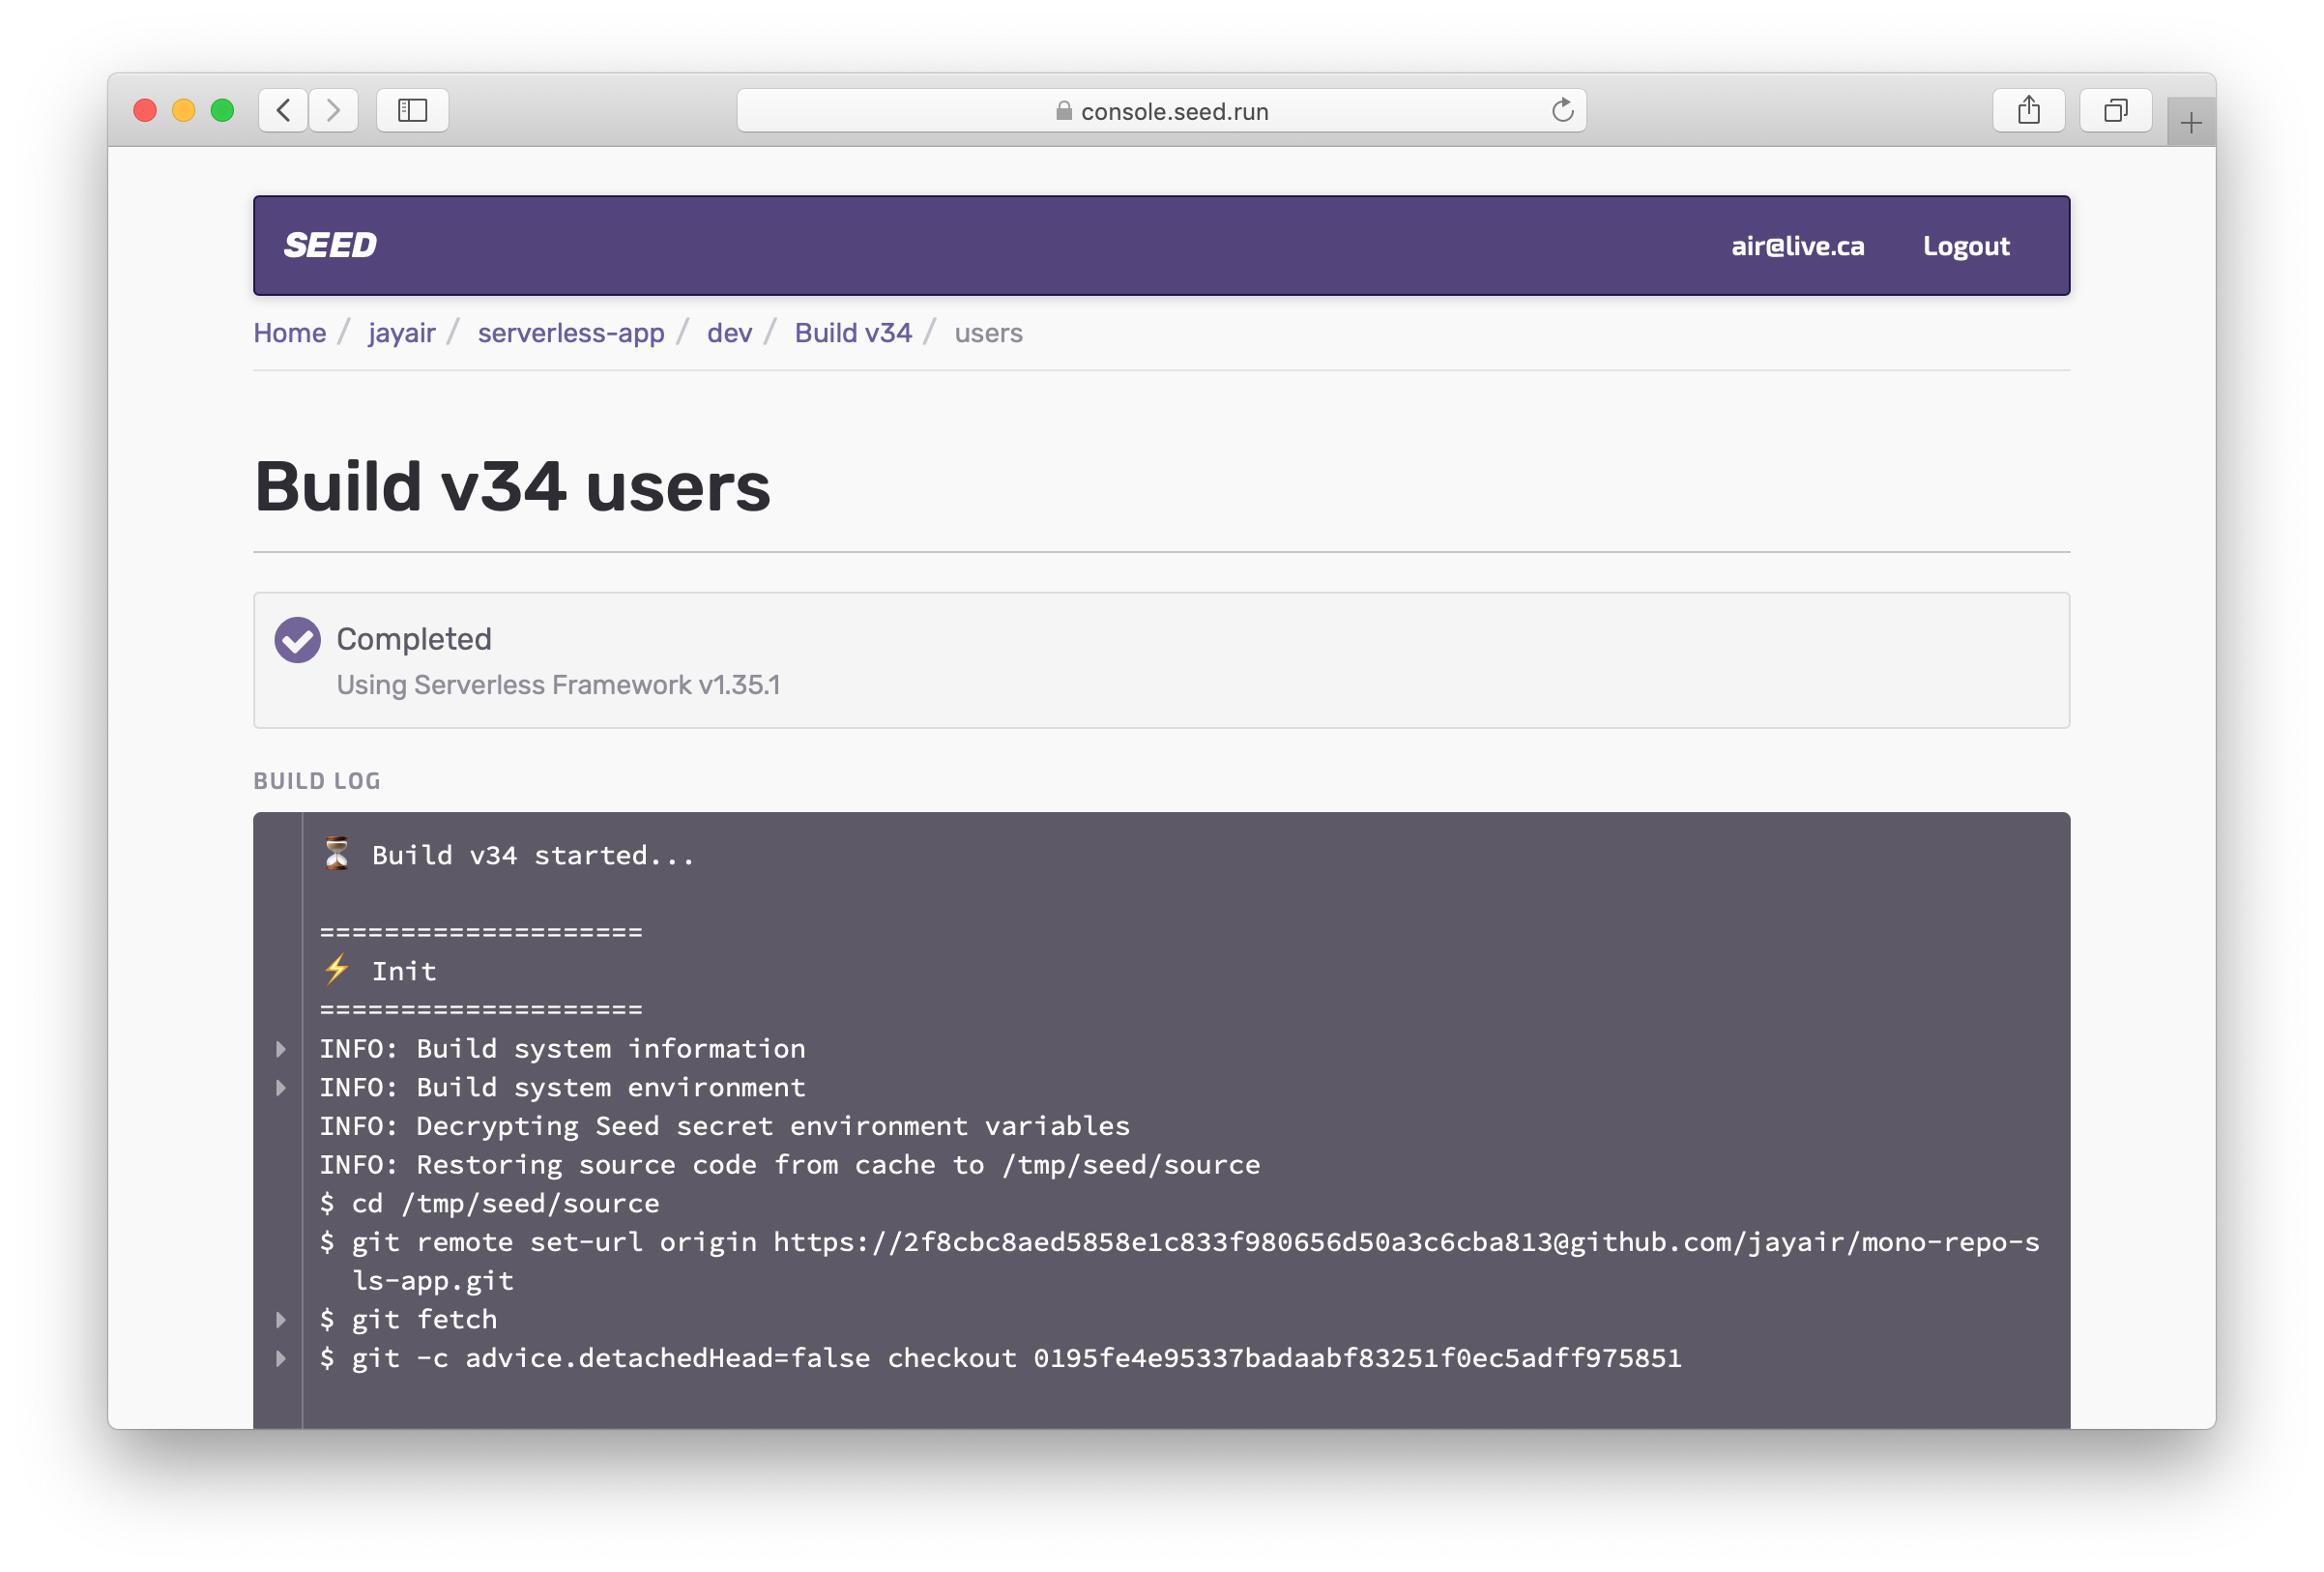 console.seed.run
SEED
air@live.ca Logout
Home / jayair / serverless-app / dev / Build v34 / users
Build v34 users
Completed
Using Serverless Framework v1.35.1
BUILD LOG
⏳ Build v34 started...
====================
⚡ Init
====================
INFO: Build system information
INFO: Build system environment
INFO: Decrypting Seed secret environment variables
INFO: Restoring source code from cache to /tmp/seed/source
$ cd /tmp/seed/source
$ git remote set-url origin https://2f8cbc8aed5858e1c833f980656d50a3c6cba813@github.com/jayair/mono-repo-s
ls-app.git
$ git fetch
$ git -c advice.detachedHead=false checkout 0195fe4e95337badaabf83251f0ec5adff975851